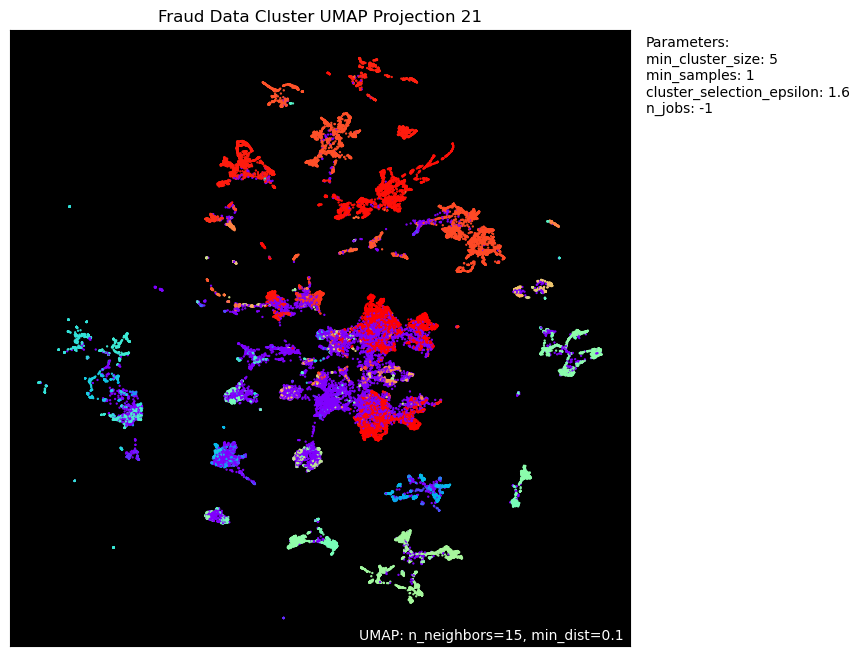 Fraud Data Cluster UMAP Projection 21
Parameters:
min_cluster_size: 5
min_samples: 1
cluster_selection_epsilon: 1.6
n_jobs: -1
UMAP: n_neighbors=15, min_dist=0.1